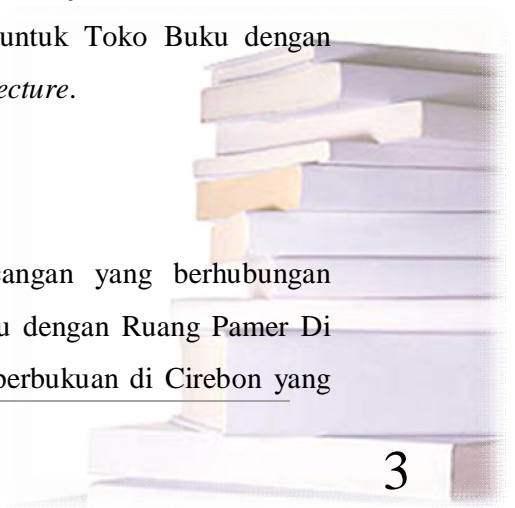 untuk Toko Buku dengan
ecture.
angan yang berhubungan
u dengan Ruang Pamer Di
perbukuan di Cirebon yang
3